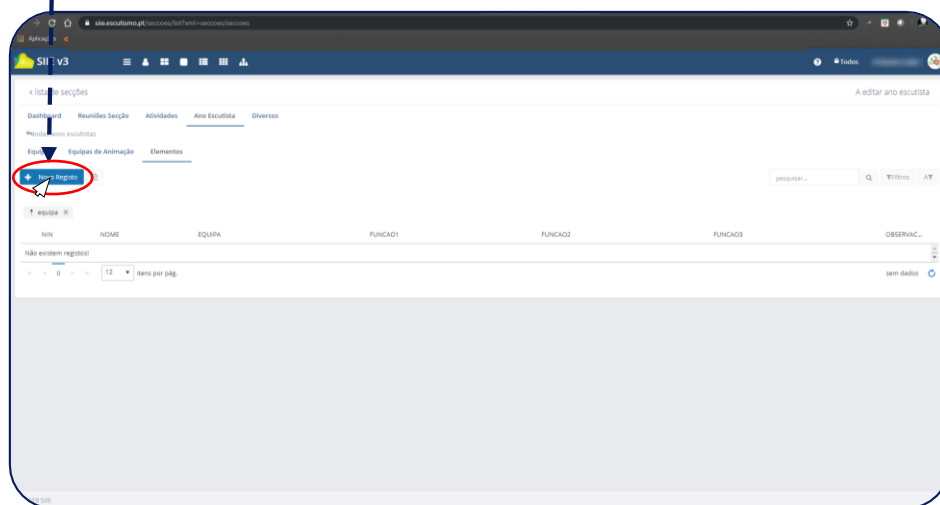 siie.escutismo.pt/seccoes/list?xml=seccoes/seccoes
SIIE v3
Todos
lista de secções
A editar ano escutista
Dashboard Reuniões Secção Atividades Ano Escutista Diversos
anos escutistas
Equipas de Animação Elementos
+ Novo Registo
pesquisar... Filtros
equipa ×
NIN NOME EQUIPA FUNCAO1 FUNCAO2 FUNCAO3 OBSERVAC...
Não existem registos!
0 12 itens por pág. sem dados